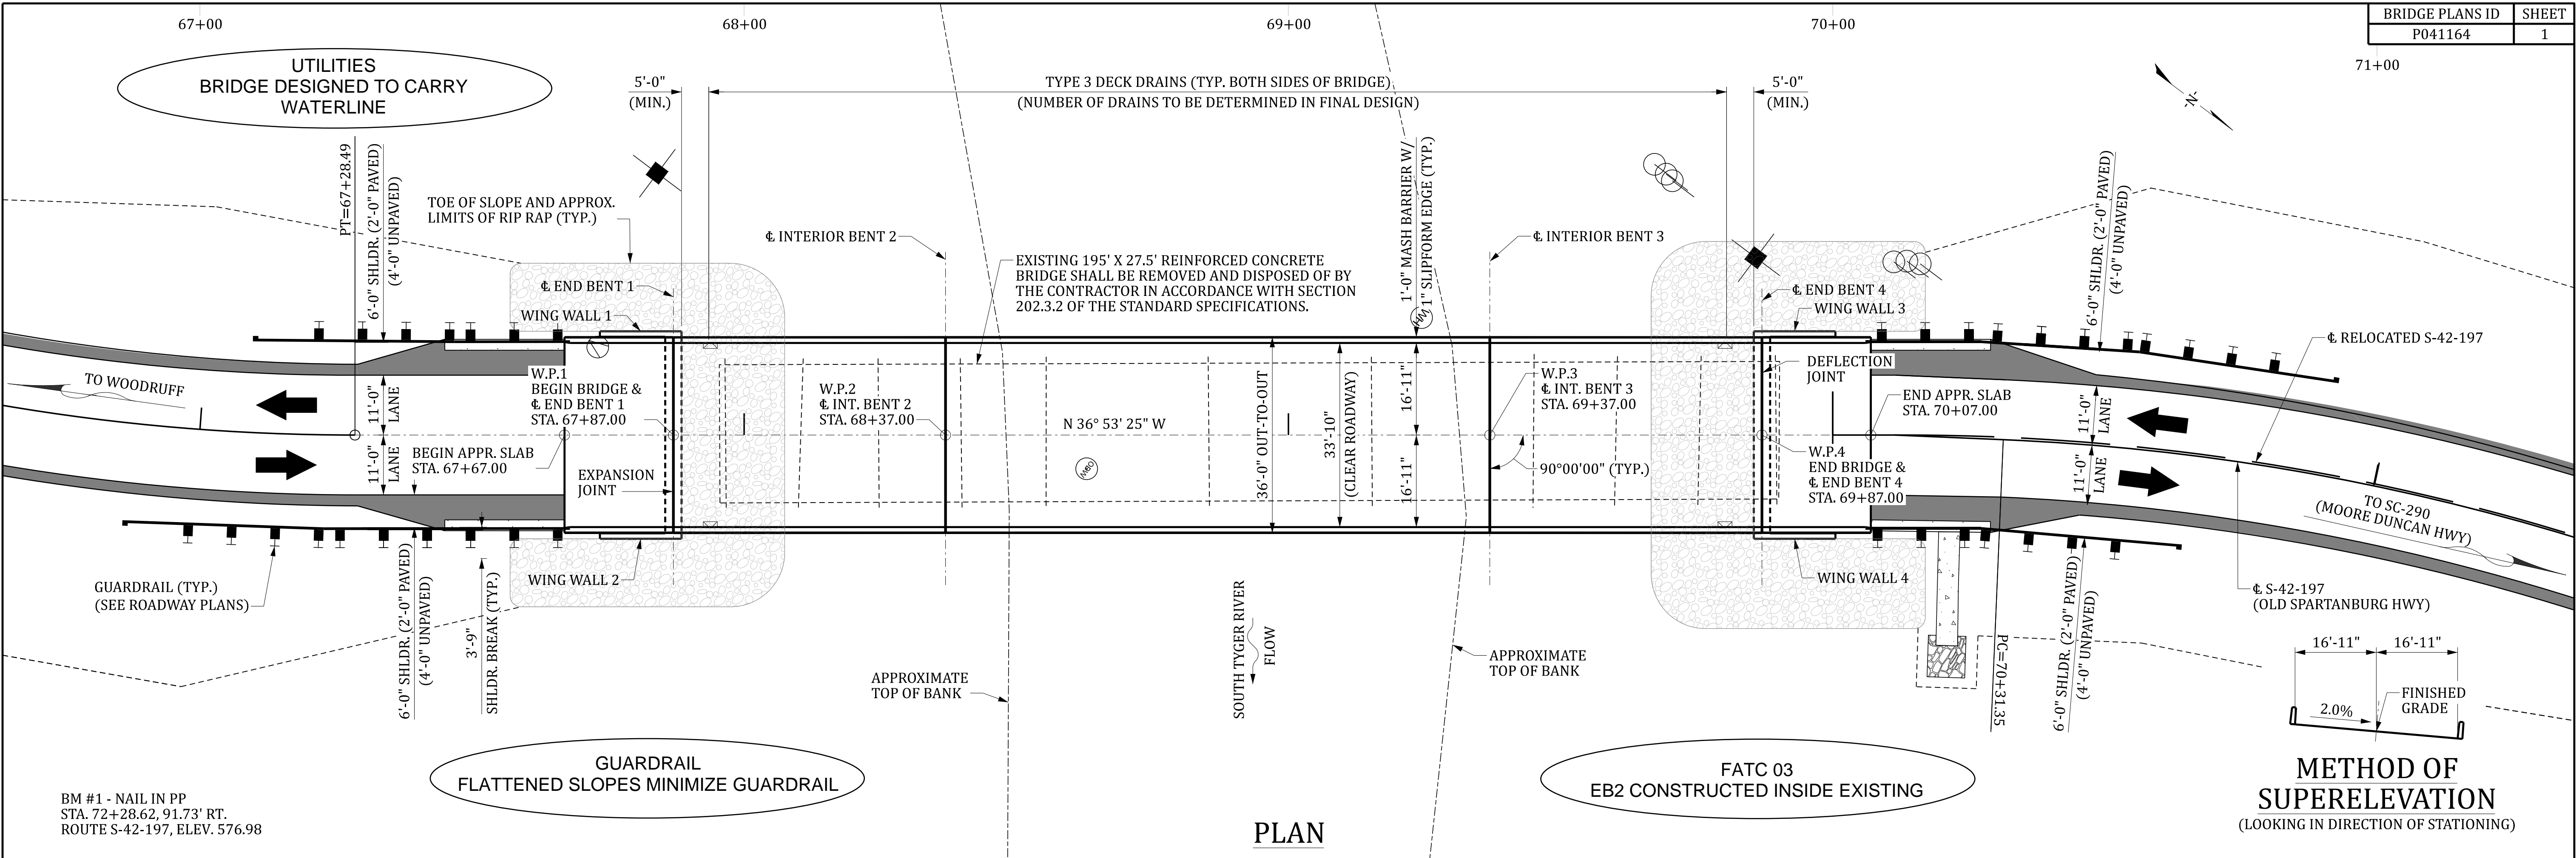 67+00
68+00
69+00
70+00
71+00
BRIDGE PLANS ID
SHEET
P041164
1
UTILITIES
BRIDGE DESIGNED TO CARRY
WATERLINE
5'-0"
(MIN.)
TYPE 3 DECK DRAINS (TYP. BOTH SIDES OF BRIDGE)
(NUMBER OF DRAINS TO BE DETERMINED IN FINAL DESIGN)
5'-0"
(MIN.)
-N-
PT=67+28.49
6'-0" SHLDR. (2'-0" PAVED)
(4'-0" UNPAVED)
TOE OF SLOPE AND APPROX.
LIMITS OF RIP RAP (TYP.)
℄ INTERIOR BENT 2
EXISTING 195' X 27.5' REINFORCED CONCRETE
BRIDGE SHALL BE REMOVED AND DISPOSED OF BY
THE CONTRACTOR IN ACCORDANCE WITH SECTION
202.3.2 OF THE STANDARD SPECIFICATIONS.
1'-0" MASH BARRIER W/
1" SLIPFORM EDGE (TYP.)
HW
℄ INTERIOR BENT 3
℄ END BENT 1
WING WALL 1
℄ END BENT 4
WING WALL 3
6'-0" SHLDR. (2'-0" PAVED)
(4'-0" UNPAVED)
℄ RELOCATED S-42-197
TO WOODRUFF
11'-0"
LANE
11'-0"
LANE
BEGIN APPR. SLAB
STA. 67+67.00
W.P.1
BEGIN BRIDGE &
℄ END BENT 1
STA. 67+87.00
EXPANSION
JOINT
W.P.2
℄ INT. BENT 2
STA. 68+37.00
N 36° 53' 25" W
M60
36'-0" OUT-TO-OUT
33'-10"
(CLEAR ROADWAY)
16'-11"
16'-11"
W.P.3
℄ INT. BENT 3
STA. 69+37.00
90°00'00" (TYP.)
DEFLECTION
JOINT
W.P.4
END BRIDGE &
℄ END BENT 4
STA. 69+87.00
END APPR. SLAB
STA. 70+07.00
11'-0"
LANE
11'-0"
LANE
TO SC-290
(MOORE DUNCAN HWY)
GUARDRAIL (TYP.)
(SEE ROADWAY PLANS)
6'-0" SHLDR. (2'-0" PAVED)
(4'-0" UNPAVED)
3'-9"
SHLDR. BREAK (TYP.)
WING WALL 2
APPROXIMATE
TOP OF BANK
SOUTH TYGER RIVER
FLOW
APPROXIMATE
TOP OF BANK
WING WALL 4
PC=70+31.35
6'-0" SHLDR. (2'-0" PAVED)
(4'-0" UNPAVED)
℄ S-42-197
(OLD SPARTANBURG HWY)
16'-11"
16'-11"
2.0%
FINISHED
GRADE
METHOD OF
SUPERELEVATION
(LOOKING IN DIRECTION OF STATIONING)
GUARDRAIL
FLATTENED SLOPES MINIMIZE GUARDRAIL
FATC 03
EB2 CONSTRUCTED INSIDE EXISTING
BM #1 - NAIL IN PP
STA. 72+28.62, 91.73' RT.
ROUTE S-42-197, ELEV. 576.98
PLAN